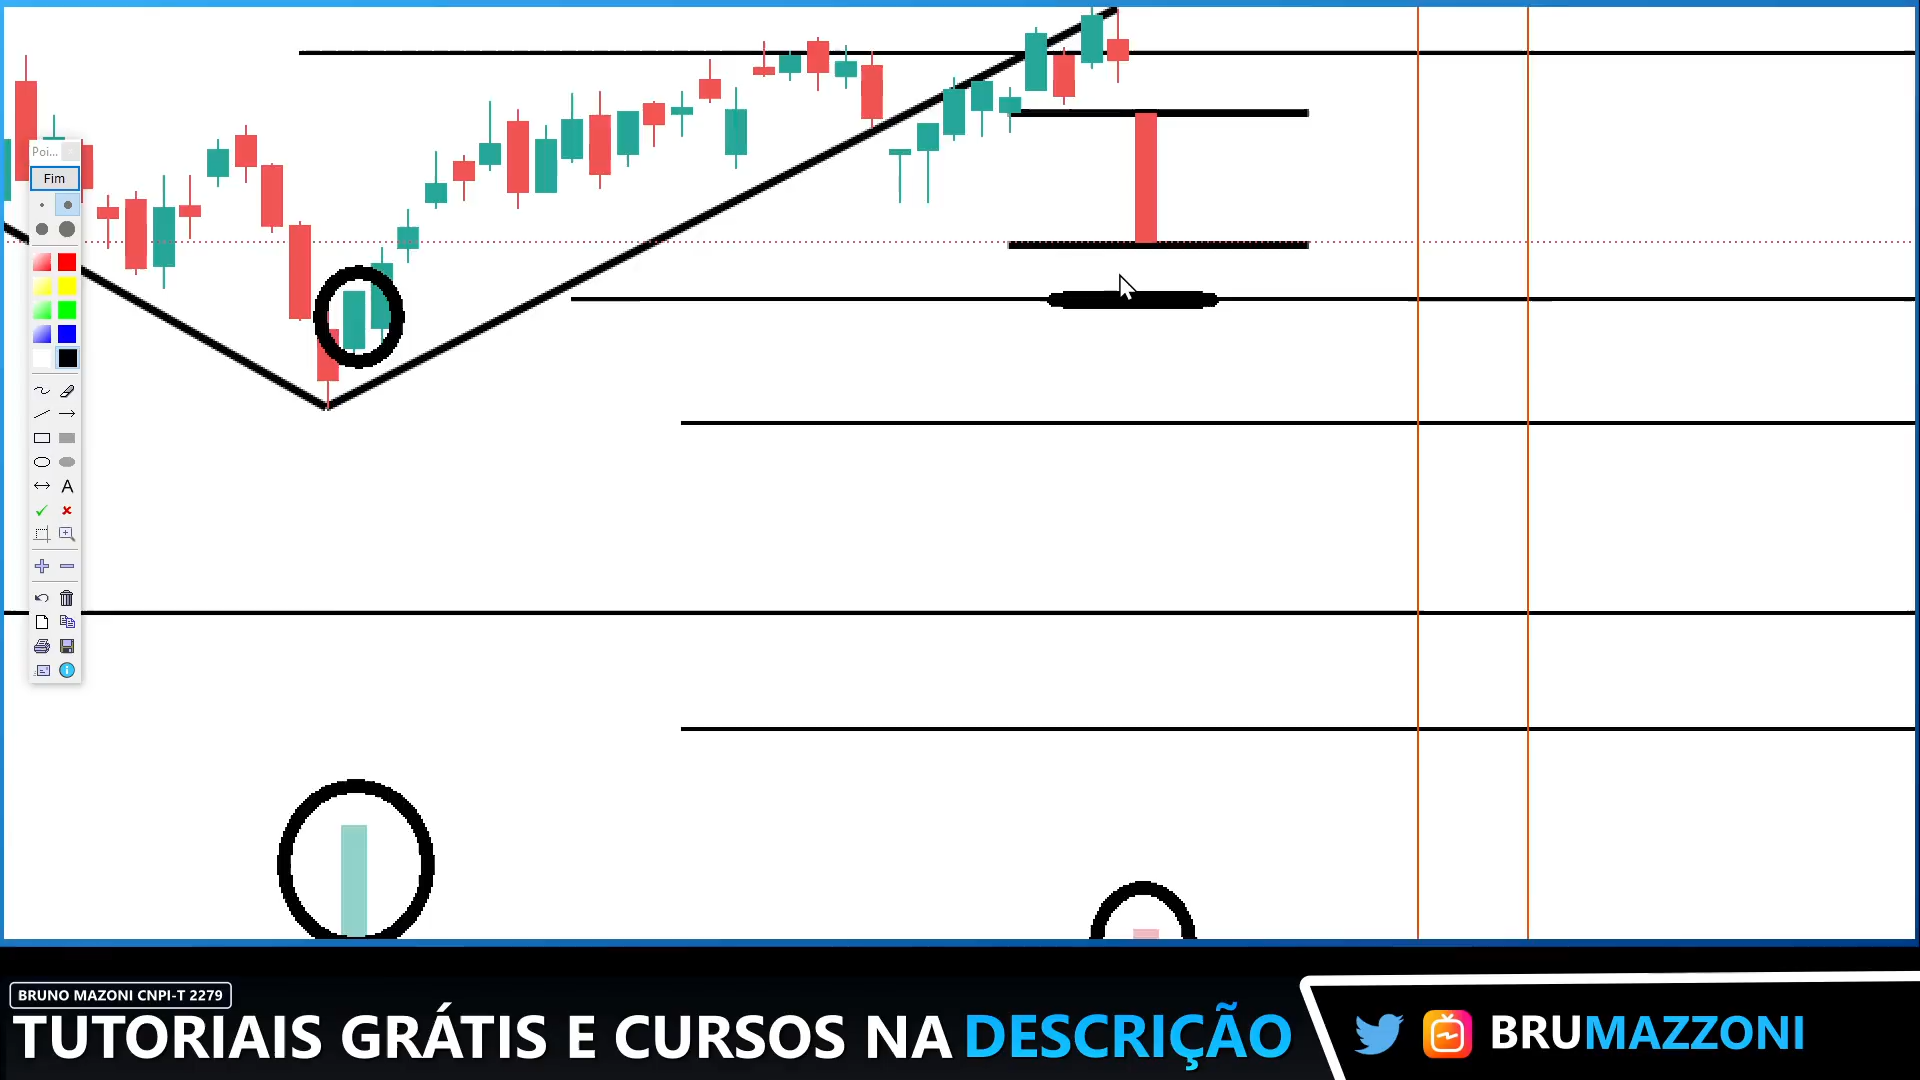 Poi...
Fim
A
BRUNO MAZONI CNPI-T 2279
TUTORIAIS GRÁTIS E CURSOS NA DESCRIÇÃO
BRUMAZZONI